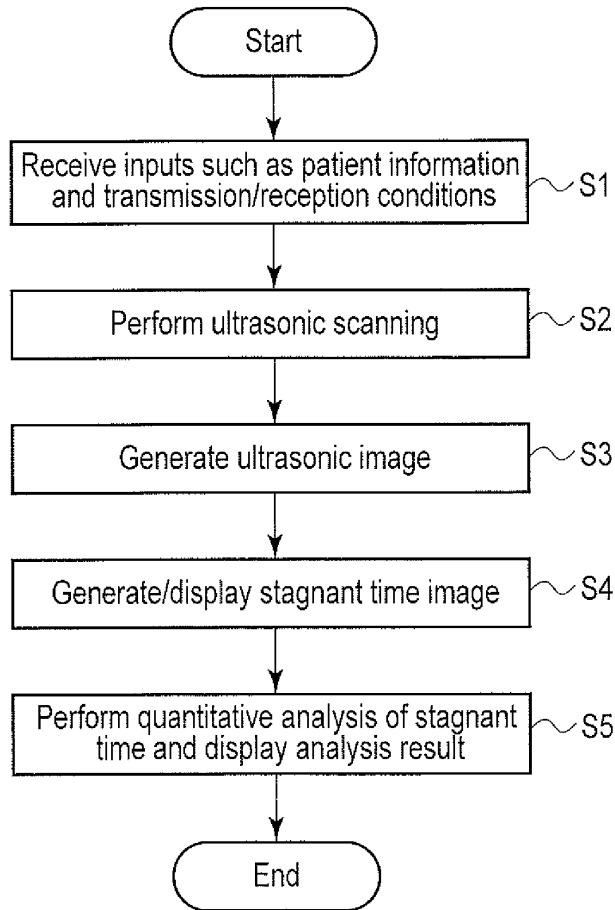 Start
Receive inputs such as patient information
and transmission/reception conditions
S1
Perform ultrasonic scanning
S2
Generate ultrasonic image
S3
Generate/display stagnant time image
S4
Perform quantitative analysis of stagnant
time and display analysis result
S5
End